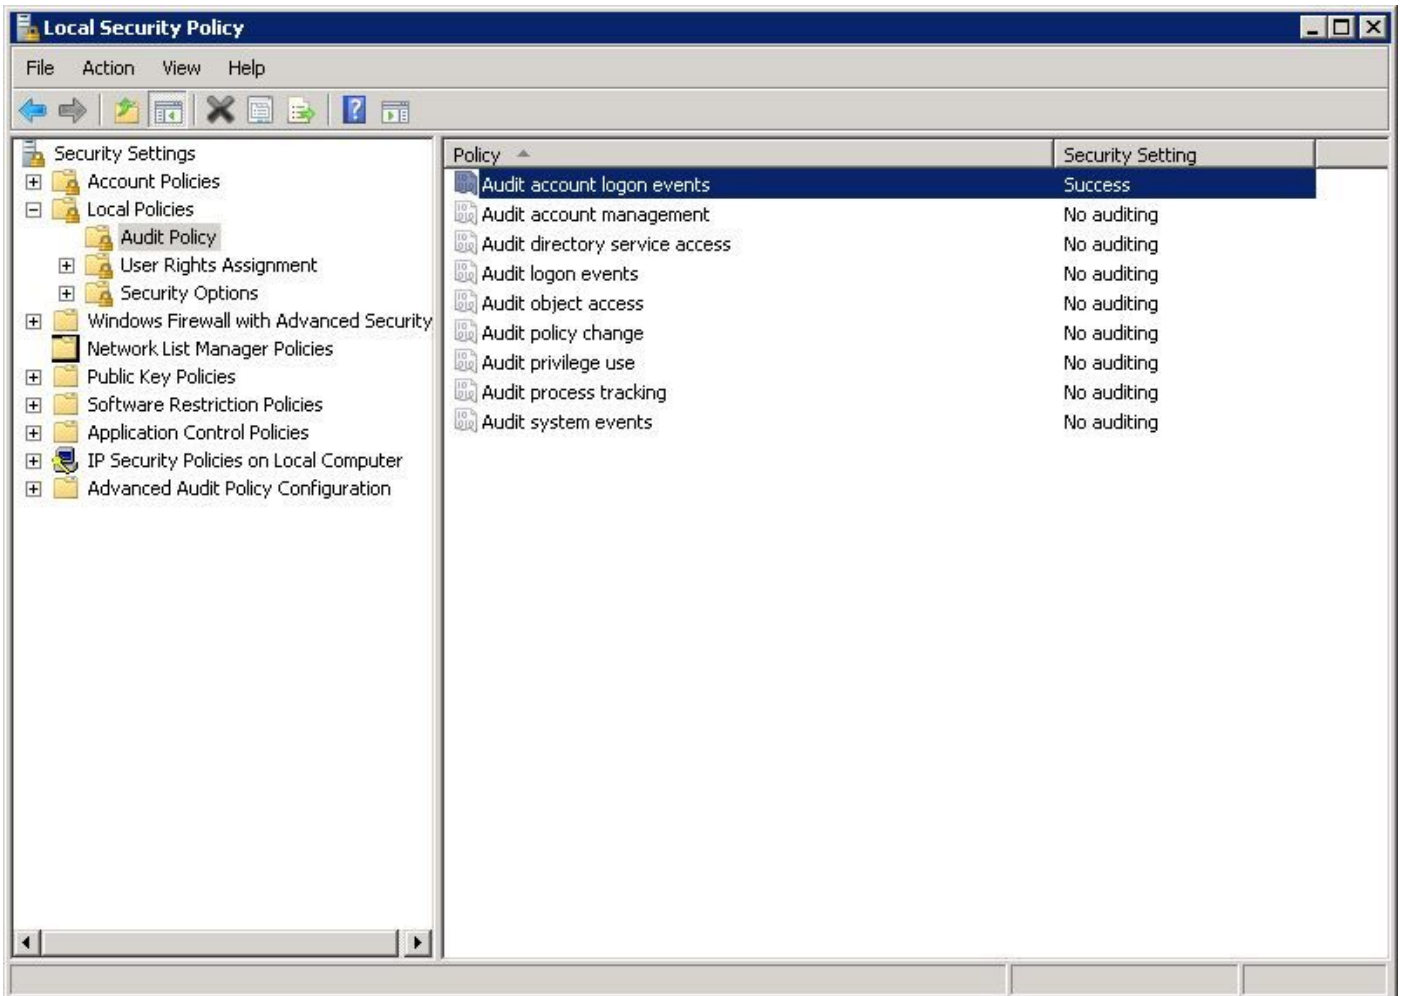 Local Security Policy
File Action View Help
Security Settings
Account Policies
Local Policies
Audit Policy
User Rights Assignment
Security Options
Windows Firewall with Advanced Security
Network List Manager Policies
Public Key Policies
Software Restriction Policies
Application Control Policies
IP Security Policies on Local Computer
Advanced Audit Policy Configuration
Policy Security Setting
Audit account logon events Success
Audit account management No auditing
Audit directory service access No auditing
Audit logon events No auditing
Audit object access No auditing
Audit policy change No auditing
Audit privilege use No auditing
Audit process tracking No auditing
Audit system events No auditing